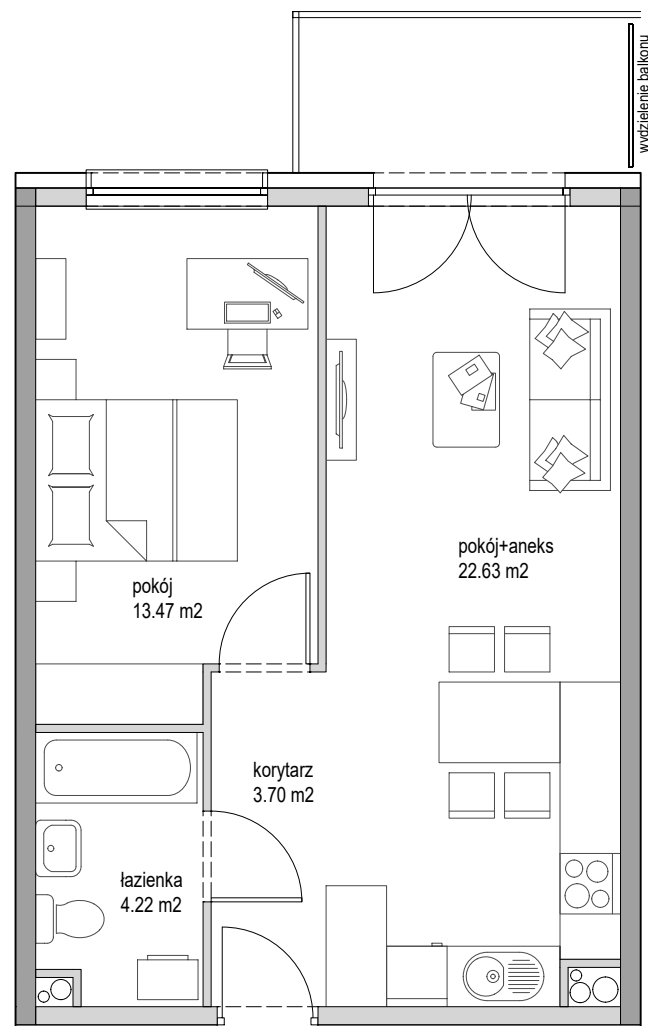 wydzielenie balkonu
pokój+aneks
22.63 m2
pokój
13.47 m2
korytarz
3.70 m2
łazienka
4.22 m2